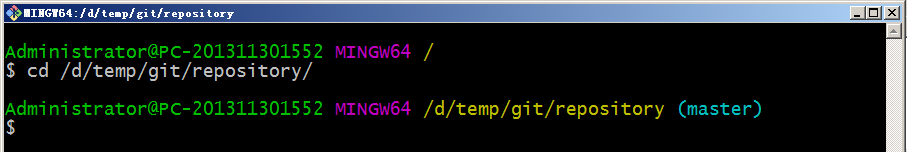 MINGW64:/d/temp/git/repository
Administrator@PC-201311301552 MINGW64 /
$ cd /d/temp/git/repository/
Administrator@PC-201311301552 MINGW64 /d/temp/git/repository (master)
$